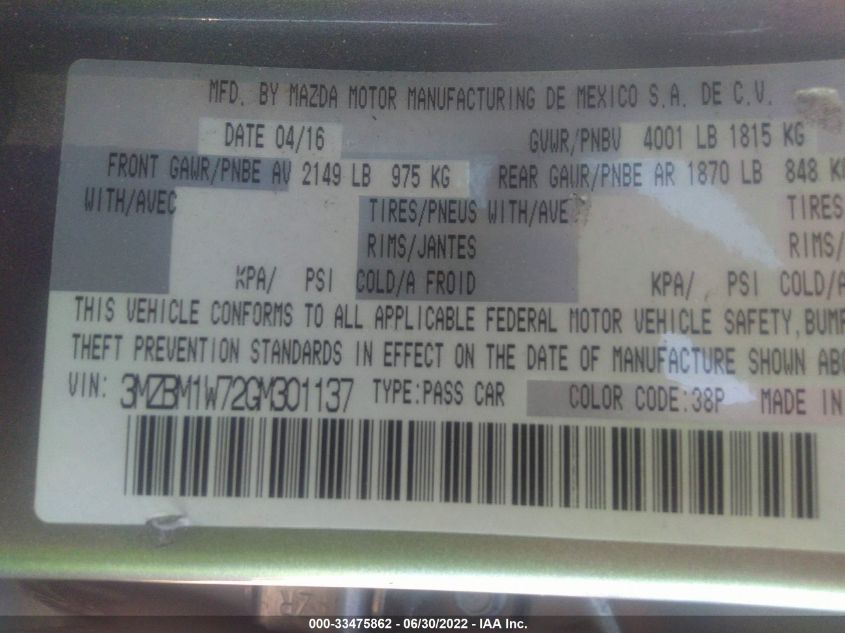 MFD. BY MAZDA MOTOR MANUFACTURING DE MEXICO S.A. DE C.V.
DATE 04/16 GVWR/PNBV 4001 LB 1815 KG
FRONT GAWR/PNBE AV 2149 LB 975 KG REAR GAWR/PNBE AR 1870 LB 848
WITH/AVEC TIRES/PNEUS WITH/AVE TIRES
RIMS/JANTES RIMS/
KPA/ PSI COLD/A FROID KPA/ PSI COLD/A
THIS VEHICLE CONFORMS TO ALL APPLICABLE FEDERAL MOTOR VEHICLE SAFETY, BUMP
THEFT PREVENTION STANDARDS IN EFFECT ON THE DATE OF MANUFACTURE SHOWN ABO
VIN: 3MZBM1W72GM301137 TYPE:PASS CAR COLOR CODE:38P MADE IN
000-33475862 - 06/30/2022 - IAA Inc.